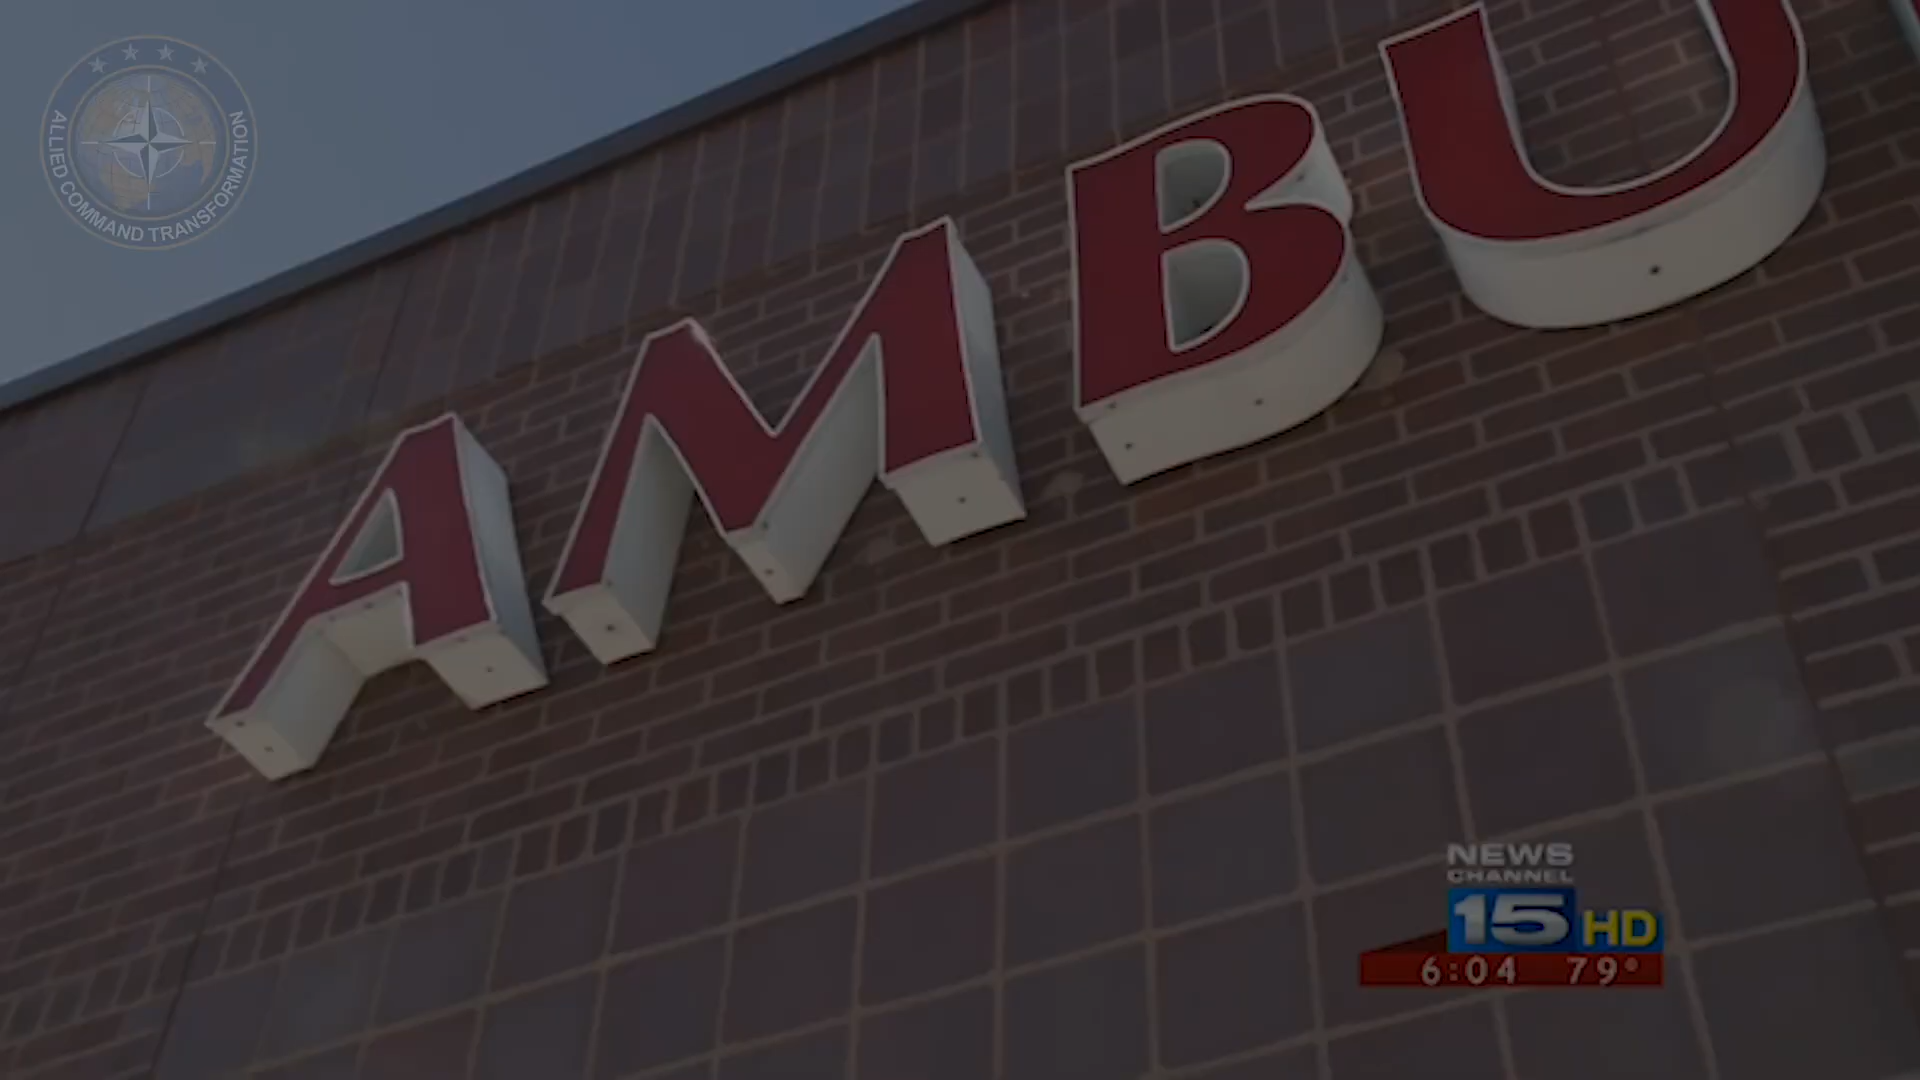 ALLIED COMMAND TRANSFORMATION
AMBU
NEWS
CHANNEL
15 HD
6:04 79°